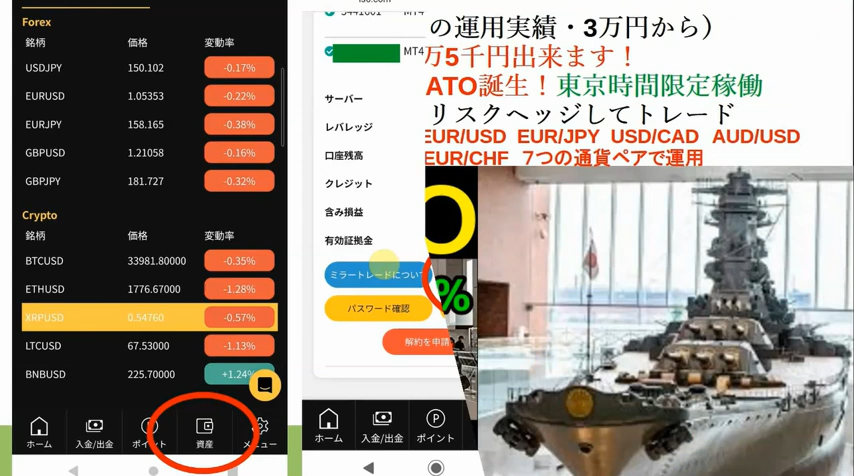 Forex
銘柄 価格 変動率
USDJPY 150.102 -0.17%
EURUSD 1.05353 -0.22%
EURJPY 158.165 -0.38%
GBPUSD 1.21058 -0.16%
GBPJPY 181.727 -0.32%
Crypto
銘柄 価格 変動率
BTCUSD 33981.80000 -0.35%
ETHUSD 1776.67000 -1.28%
XRPUSD 0.54760 -0.57%
LTCUSD 67.53000 -1.13%
BNBUSD 225.70000 +1.24%
ホーム 入金/出金 ポイント 資産 メニュー
MT4
MT4
サーバー
レバレッジ
口座残高
クレジット
含み損益
有効証拠金
ミラートレードについて
パスワード確認
解約を申請
ホーム 入金/出金 ポイント
の運用実績・3万円から）
万5千円出来ます！
ATO誕生！東京時間限定稼働
リスクヘッジしてトレード
EUR/USD EUR/JPY USD/CAD AUD/USD
EUR/CHF 7つの通貨ペアで運用
O
%